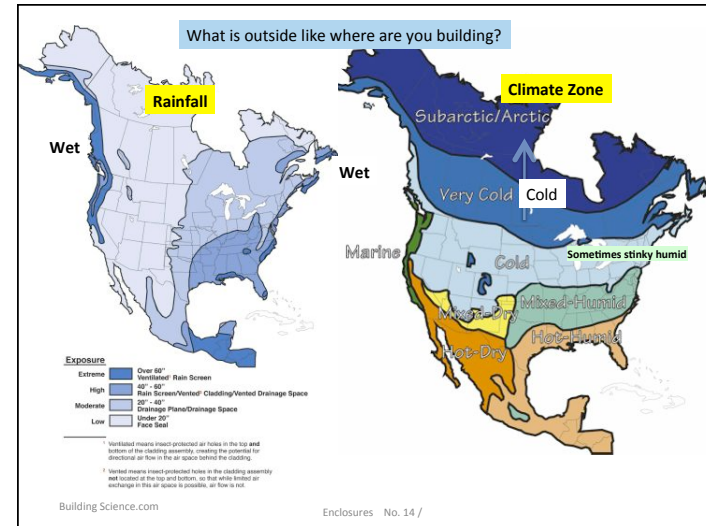 What is outside like where are you building?
Rainfall
Wet
Exposure
Extreme
Over 60"
Ventilated¹ Rain Screen
High
40" - 60"
Rain Screen/Vented² Cladding/Vented Drainage Space
Moderate
20" - 40"
Drainage Plane/Drainage Space
Low
Under 20"
Face Seal
¹ Ventilated means insect-protected air holes in the top and
bottom of the cladding assembly, creating the potential for
directional air flow in the air space behind the cladding.
² Vented means insect-protected holes in the cladding assembly
not located at the top and bottom, so that while limited air
exchange in this air space is possible, air flow is not.
Climate Zone
Subarctic/Arctic
Wet
Very Cold
Cold
Marine
Cold
Sometimes stinky humid
Mixed-Humid
Mixed-Dry
Hot-Humid
Hot-Dry
Building Science.com
Enclosures No. 14 /